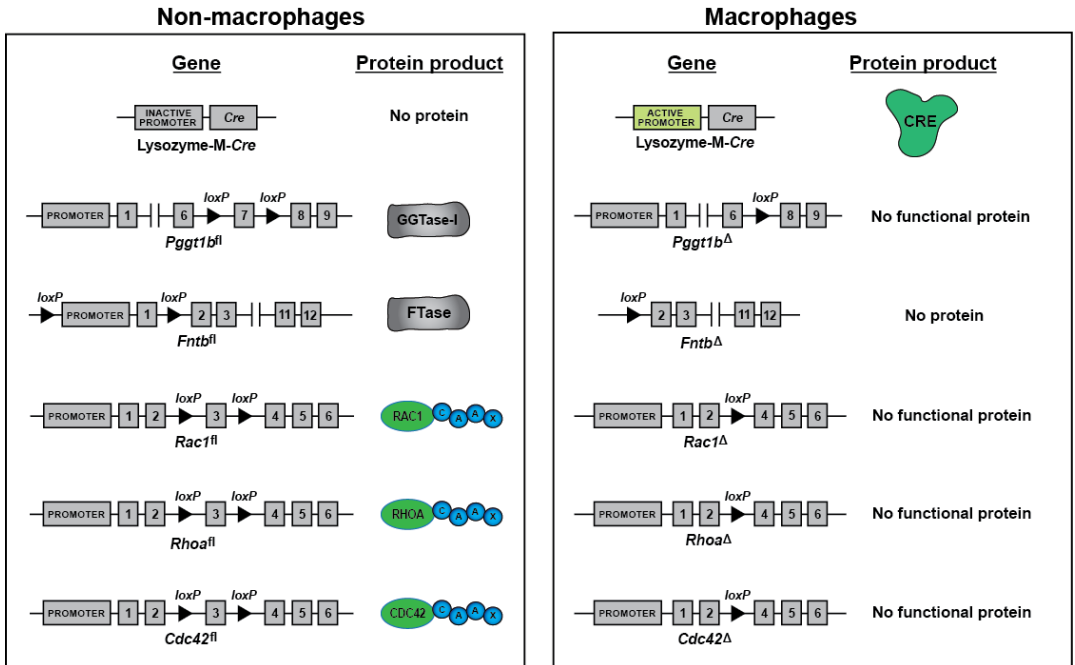 Non-macrophages
Gene Protein product
INACTIVE PROMOTER Cre No protein
Lysozyme-M-Cre
loxP loxP
PROMOTER 1 6 7 8 9 GGTase-I
Pggt1bfl
loxP loxP
PROMOTER 1 2 3 11 12 FTase
Fntbfl
loxP loxP
PROMOTER 1 2 3 4 5 6 RAC1 C A A X
Rac1fl
loxP loxP
PROMOTER 1 2 3 4 5 6 RHOA C A A X
Rhoafl
loxP loxP
PROMOTER 1 2 3 4 5 6 CDC42 C A A X
Cdc42fl
Macrophages
Gene Protein product
ACTIVE PROMOTER Cre CRE
Lysozyme-M-Cre
loxP
PROMOTER 1 6 8 9 No functional protein
Pggt1bΔ
loxP
2 3 11 12 No protein
FntbΔ
loxP
PROMOTER 1 2 4 5 6 No functional protein
Rac1Δ
loxP
PROMOTER 1 2 4 5 6 No functional protein
RhoaΔ
loxP
PROMOTER 1 2 4 5 6 No functional protein
Cdc42Δ